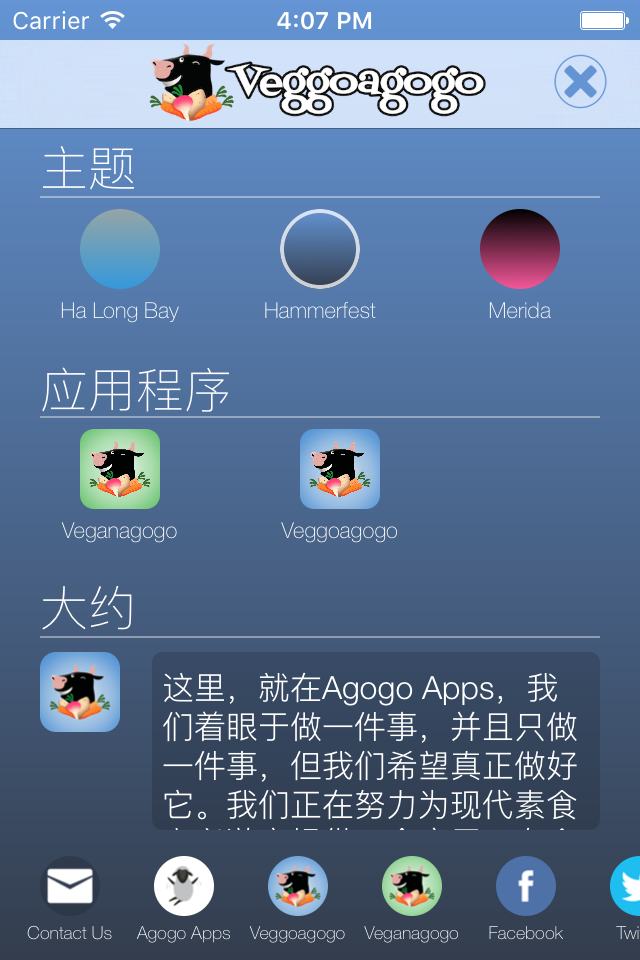 Carrier 4:07 PM
Veggoagogo
主题
Ha Long Bay Hammerfest Merida
应用程序
Veganagogo Veggoagogo
大约
这里，就在Agogo Apps，我
们着眼于做一件事，并且只做
一件事，但我们希望真正做好
它。我们正在努力为现代素食
Contact Us Agogo Apps Veggoagogo Veganagogo Facebook Twi